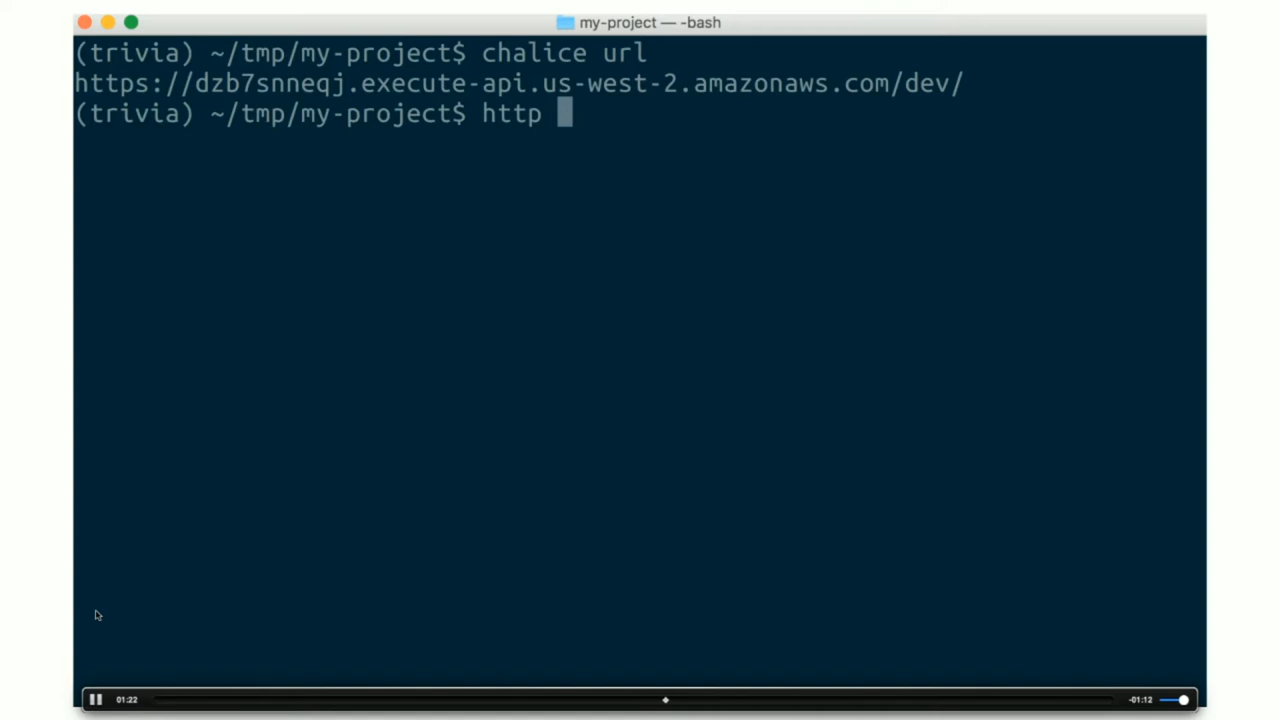 my-project — -bash
(trivia) ~/tmp/my-project$ chalice url
https://dzb7snneqj.execute-api.us-west-2.amazonaws.com/dev/
(trivia) ~/tmp/my-project$ http
01:22
-01:12